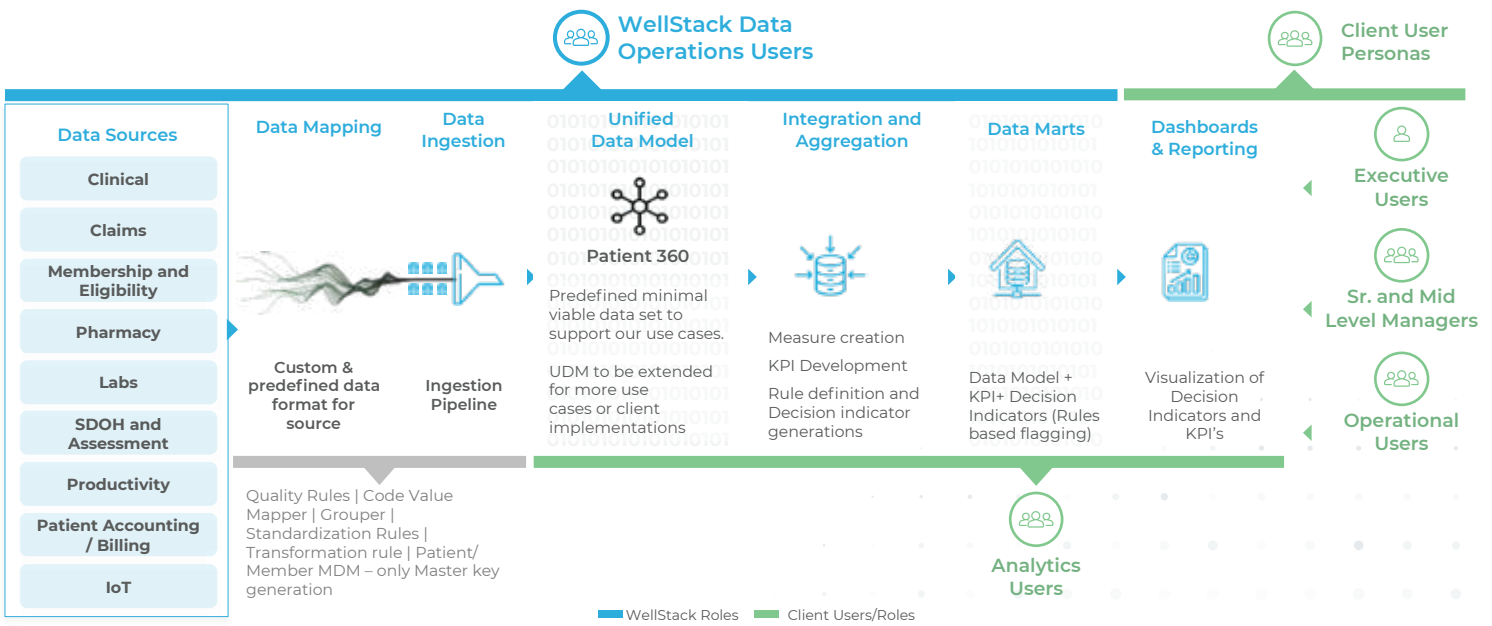 WellStack Data
Operations Users
Client User
Personas
Data Sources
Clinical
Claims
Membership and
Eligibility
Pharmacy
Labs
SDOH and
Assessment
Productivity
Patient Accounting
/ Billing
IoT
Data Mapping
Custom &
predefined data
format for
source
Data
Ingestion
Ingestion
Pipeline
Quality Rules | Code Value
Mapper | Grouper |
Standardization Rules |
Transformation rule | Patient/
Member MDM – only Master key
generation
Unified
Data Model
Patient 360
Predefined minimal
viable data set to
support our use cases.
UDM to be extended
for more use
cases or client
implementations
Integration and
Aggregation
Measure creation
KPI Development
Rule definition and
Decision indicator
generations
Data Marts
Data Model +
KPI+ Decision
Indicators (Rules
based flagging)
Dashboards
& Reporting
Visualization of
Decision
Indicators and
KPI's
Executive
Users
Sr. and Mid
Level Managers
Operational
Users
Analytics
Users
WellStack Roles
Client Users/Roles